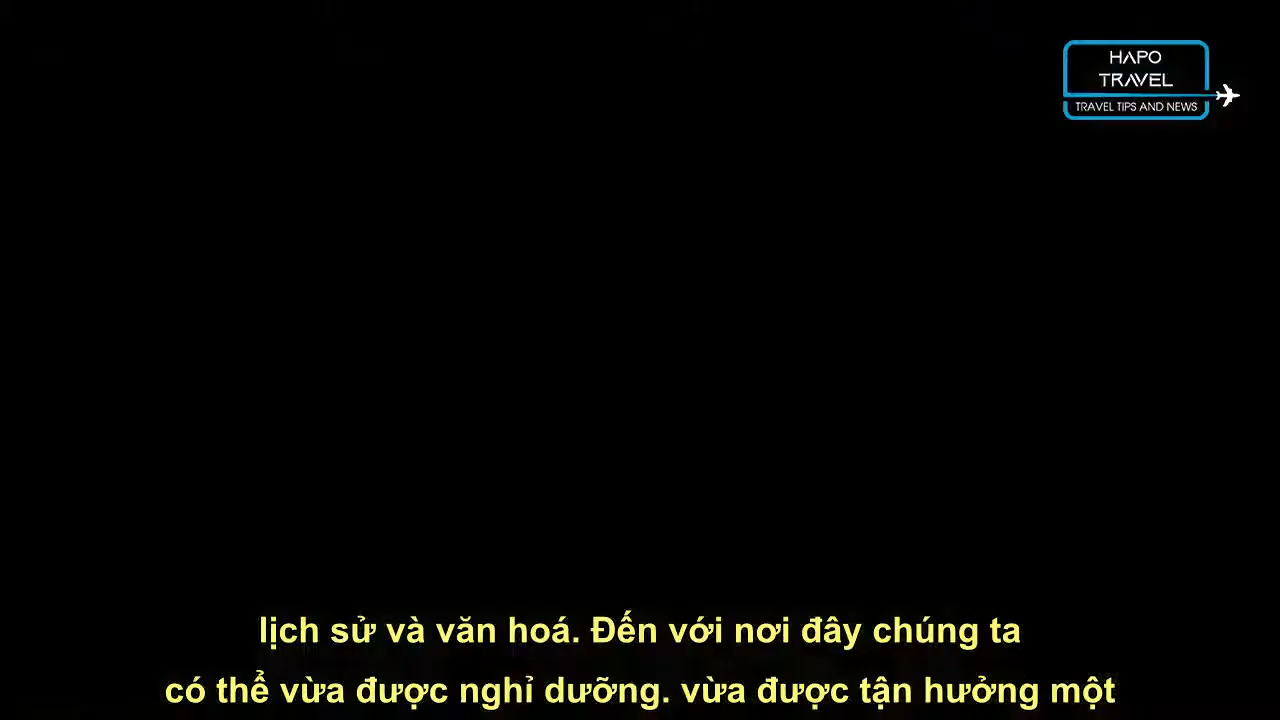 HAPO
TRAVEL
TRAVEL TIPS AND NEWS
lịch sử và văn hoá. Đến với nơi đây chúng ta
có thể vừa được nghỉ dưỡng. vừa được tận hưởng một